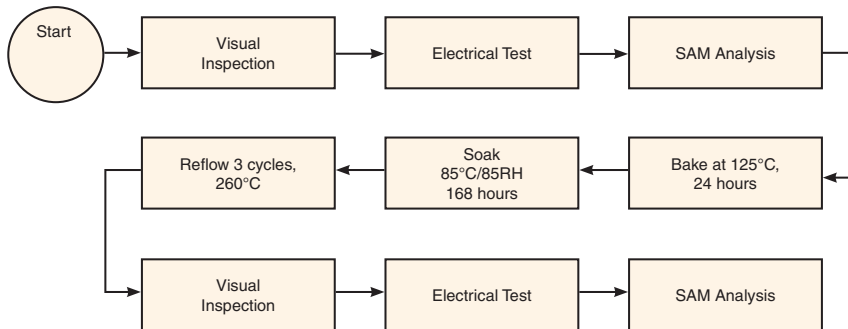 Start
Visual
Inspection
Electrical Test
SAM Analysis
Bake at 125°C,
24 hours
Soak
85°C/85RH
168 hours
Reflow 3 cycles,
260°C
Visual
Inspection
Electrical Test
SAM Analysis